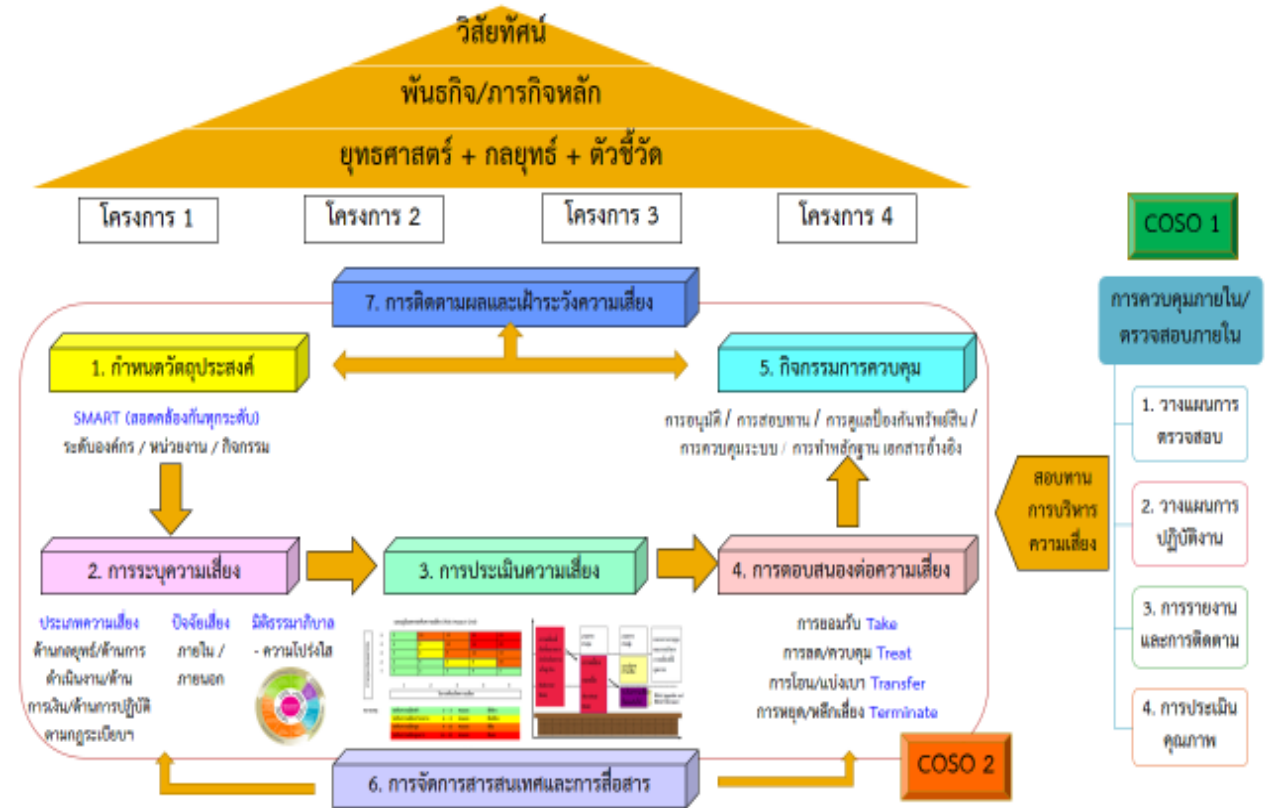 วิสัยทัศน์
พันธกิจ/ภารกิจหลัก
ยุทธศาสตร์ + กลยุทธ์ + ตัวชี้วัด
โครงการ 1
โครงการ 2
โครงการ 3
โครงการ 4
7. การติดตามผลและเฝ้าระวังความเสี่ยง
1. กำหนดวัตถุประสงค์
SMART (สอดคล้องกันทุกระดับ)
ระดับองค์กร / หน่วยงาน / กิจกรรม
5. กิจกรรมการควบคุม
การอนุมัติ / การสอบทาน / การดูแลป้องกันทรัพย์สิน /
การควบคุมระบบ / การทำหลักฐาน เอกสารอ้างอิง
2. การระบุความเสี่ยง
3. การประเมินความเสี่ยง
4. การตอบสนองต่อความเสี่ยง
ประเภทความเสี่ยง
ด้านกลยุทธ์/ด้านการ
ดำเนินงาน/ด้าน
การเงิน/ด้านการปฏิบัติ
ตามกฎระเบียบฯ
ปัจจัยเสี่ยง
ภายใน /
ภายนอก
มิติธรรมาภิบาล
- ความโปร่งใส
การยอมรับ Take
การลด/ควบคุม Treat
การโอน/แบ่งเบา Transfer
การหยุด/หลีกเลี่ยง Terminate
6. การจัดการสารสนเทศและการสื่อสาร
COSO 2
สอบทาน
การบริหาร
ความเสี่ยง
COSO 1
การควบคุมภายใน/
ตรวจสอบภายใน
1. วางแผนการ
ตรวจสอบ
2. วางแผนการ
ปฏิบัติงาน
3. การรายงาน
และการติดตาม
4. การประเมิน
คุณภาพ